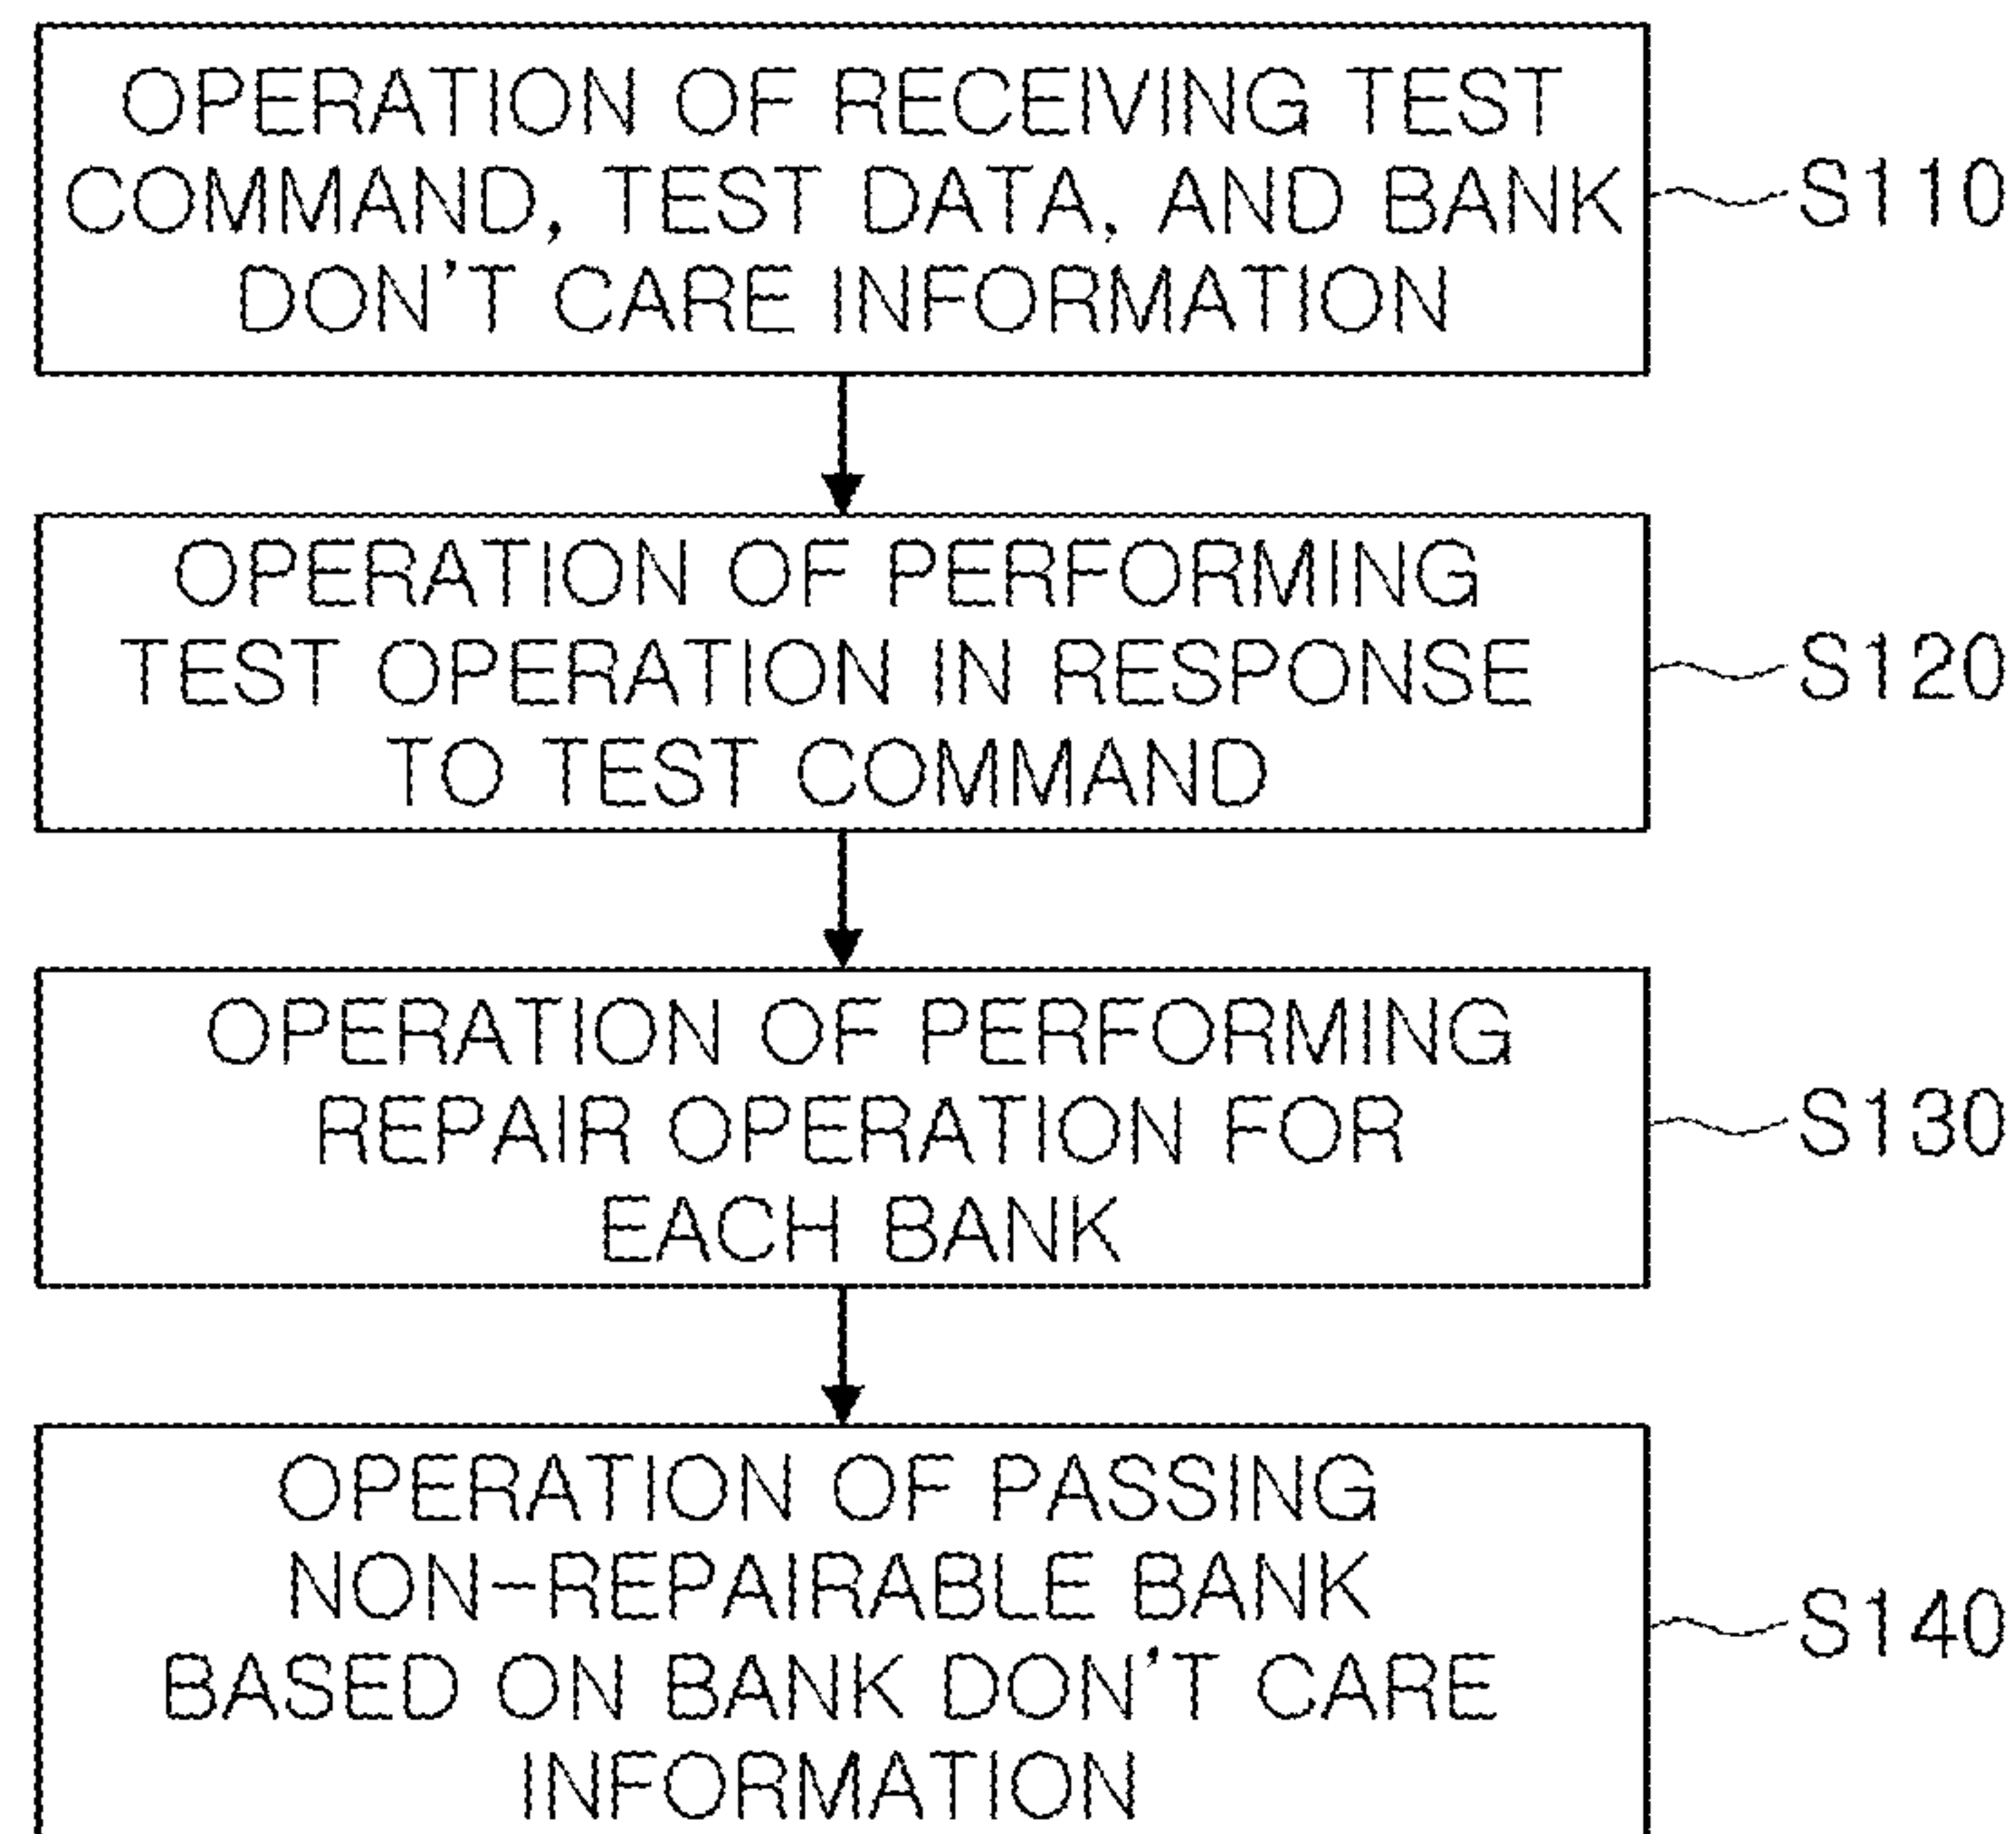 OPERATION OF RECEIVING TEST
COMMAND, TEST DATA, AND BANK
DON'T CARE INFORMATION
S110
OPERATION OF PERFORMING
TEST OPERATION IN RESPONSE
TO TEST COMMAND
S120
OPERATION OF PERFORMING
REPAIR OPERATION FOR
EACH BANK
S130
OPERATION OF PASSING
NON-REPAIRABLE BANK
BASED ON BANK DON'T CARE
INFORMATION
S140